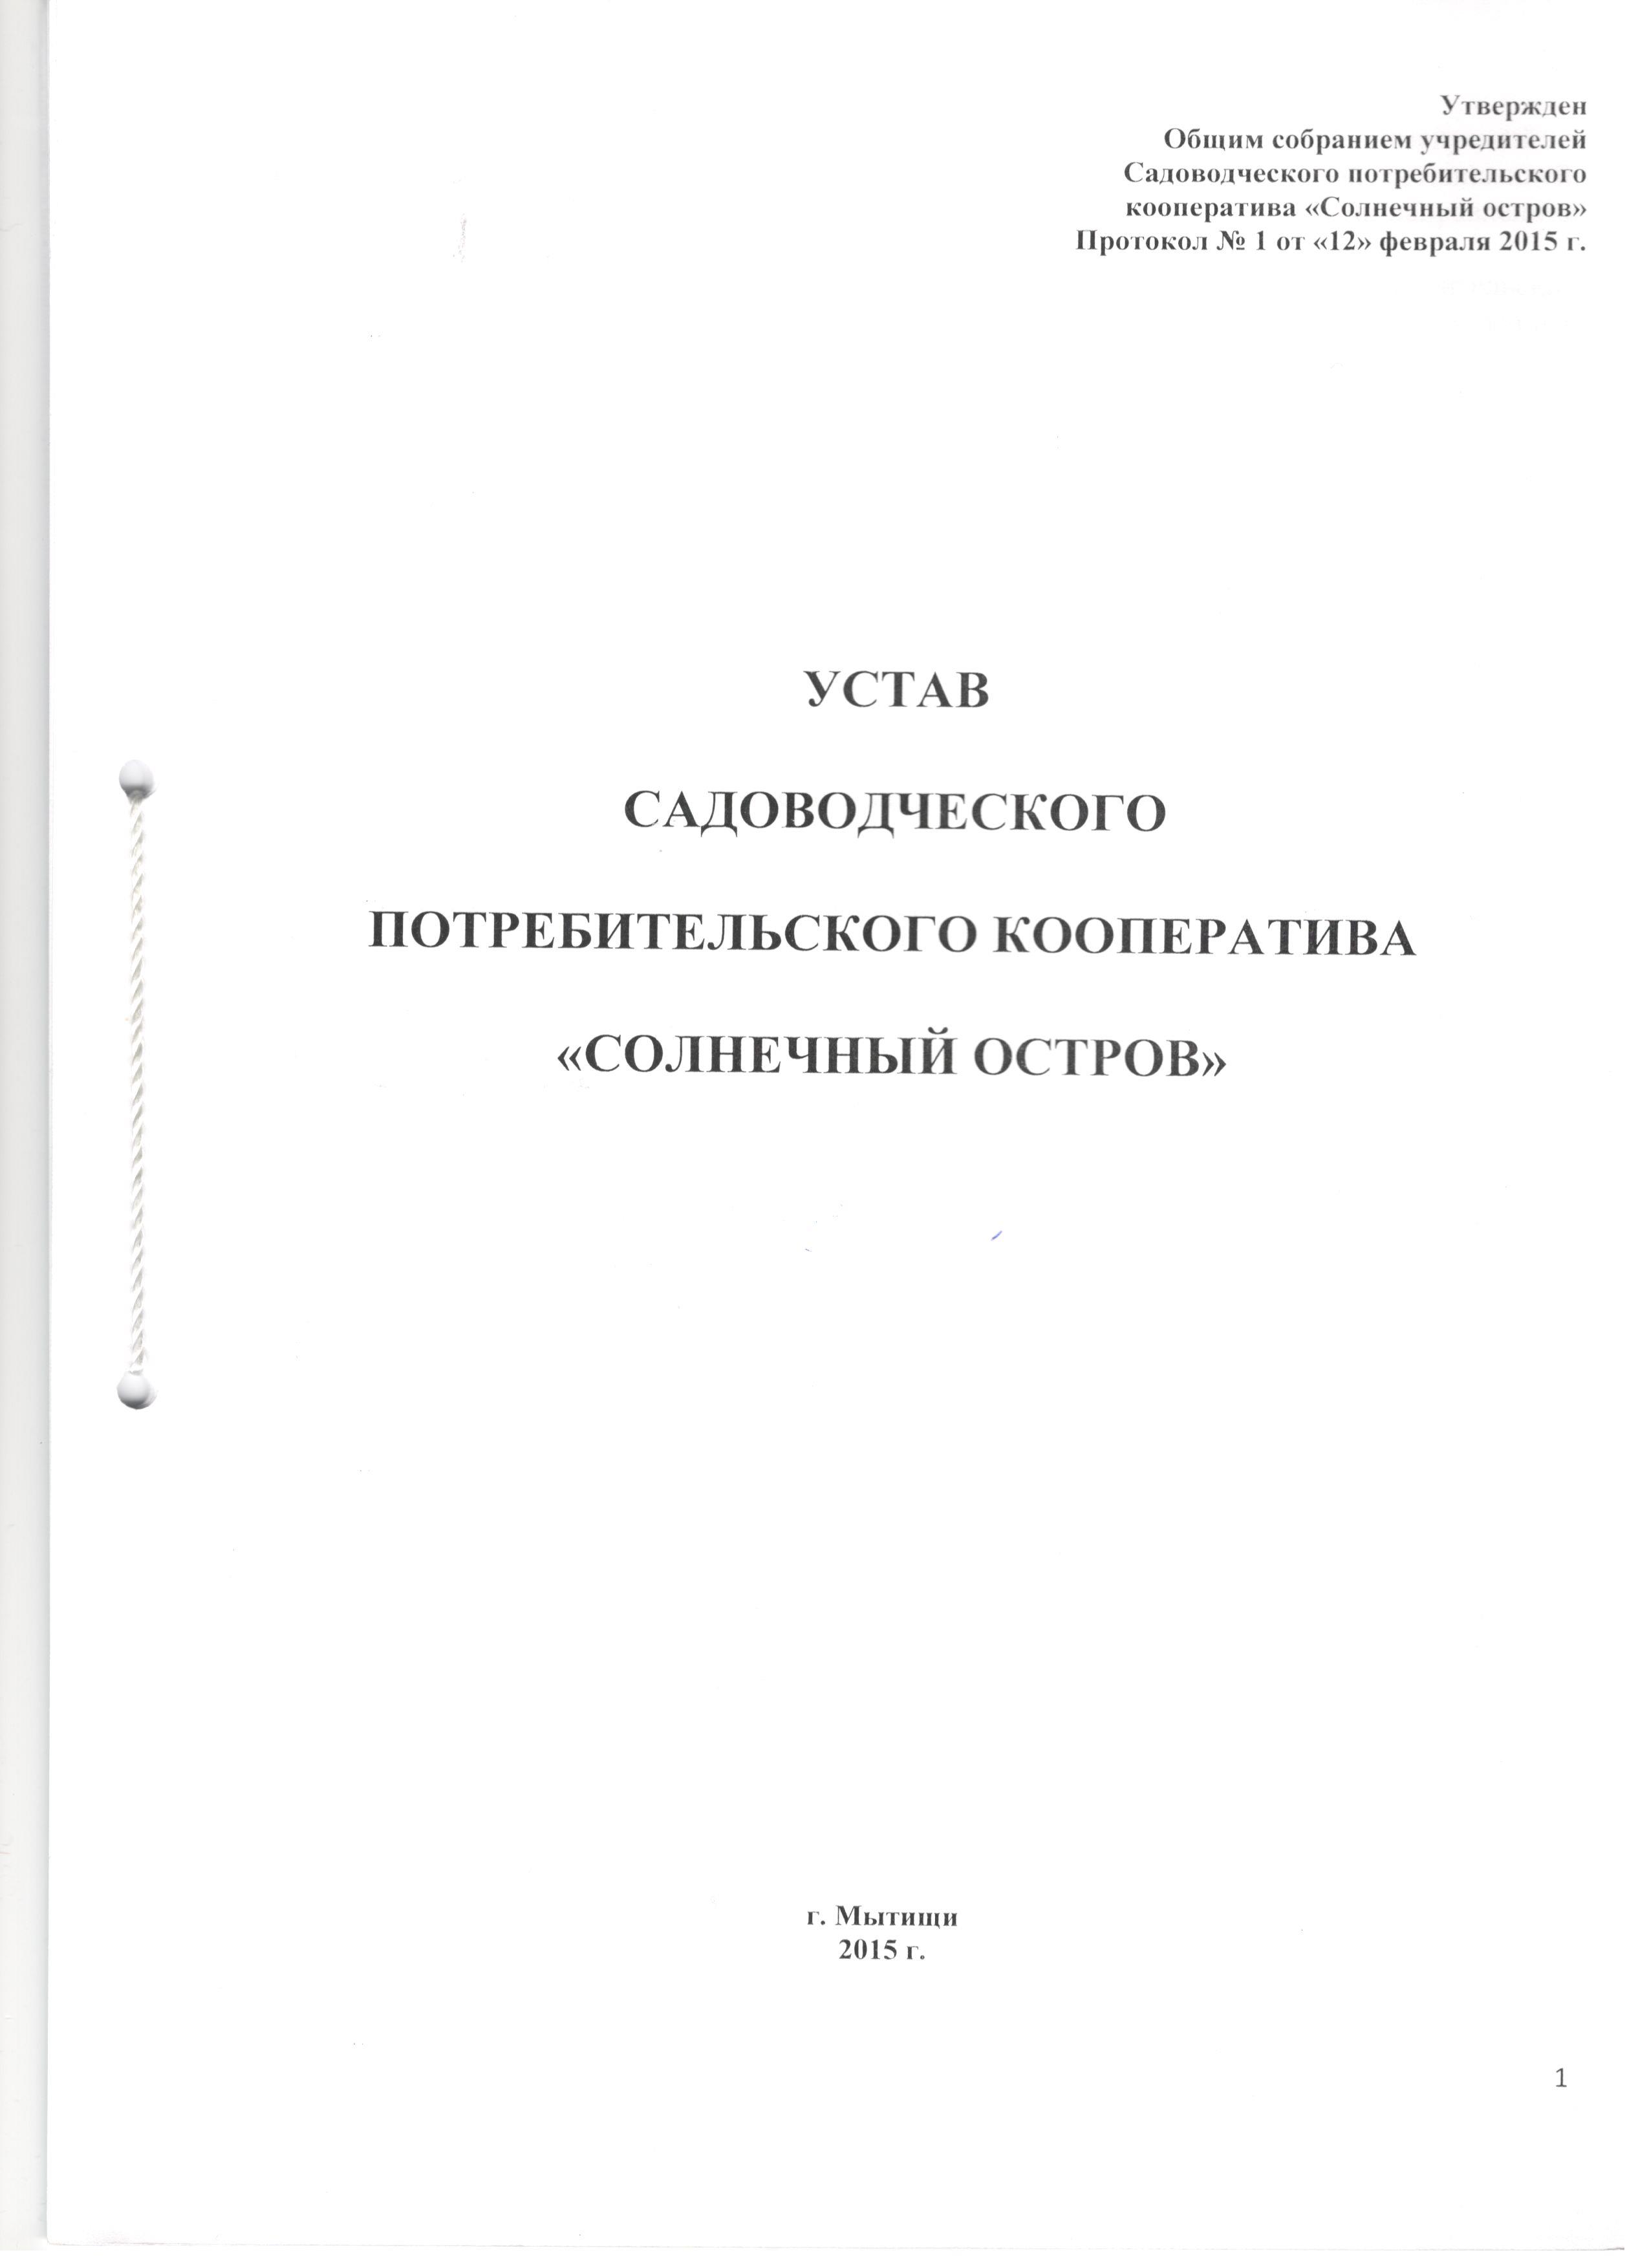 Утвержден
Общим собранием учредителей
Садоводческого потребительского
кооператива «Солнечный остров»
Протокол № 1 от «12» февраля 2015 г.
УСТАВ
САДОВОДЧЕСКОГО
ПОТРЕБИТЕЛЬСКОГО КООПЕРАТИВА
«СОЛНЕЧНЫЙ ОСТРОВ»
г. Мытищи
2015 г.
1